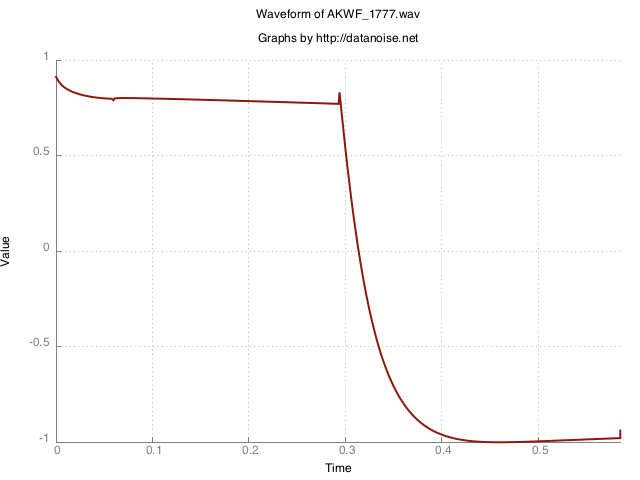 Waveform of AKWF_1777.wav
Graphs by http://datanoise.net
1
0.5
0
-0.5
-1
Value
0 0.1 0.2 0.3 0.4 0.5
Time